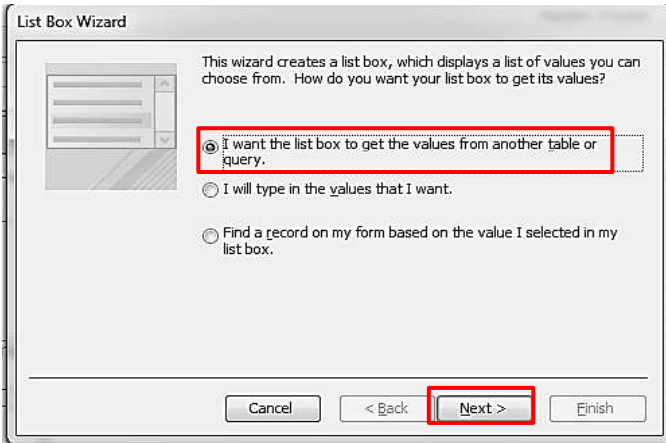 List Box Wizard
This wizard creates a list box, which displays a list of values you can
choose from. How do you want your list box to get its values?
I want the list box to get the values from another table or
query.
I will type in the values that I want.
Find a record on my form based on the value I selected in my
list box.
Cancel
< Back
Next >
Finish